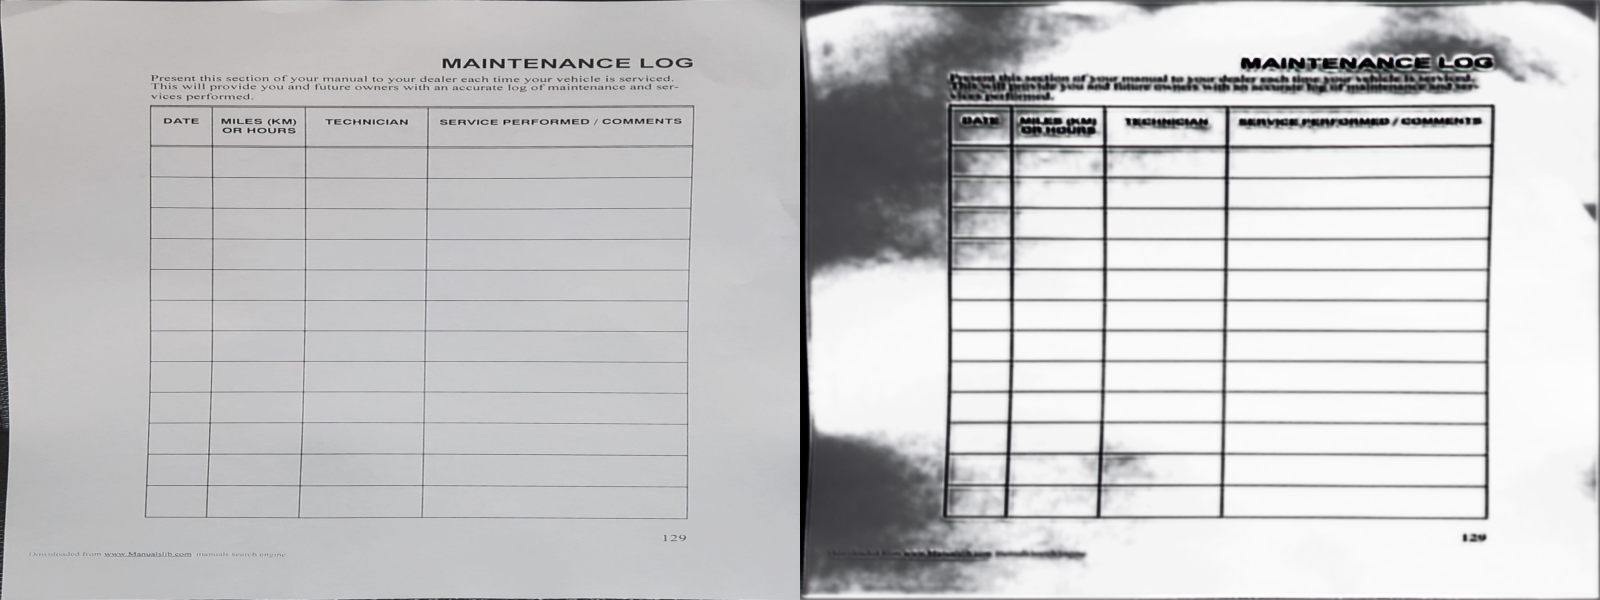 MAINTENANCE LOG
Present this section of your manual to your dealer each time your vehicle is serviced.
This will provide you and future owners with an accurate log of maintenance and ser-
vices performed.
DATE
MILES (KM)
OR HOURS
TECHNICIAN
SERVICE PERFORMED / COMMENTS
129
Downloaded from www.Manualslib.com manuals search engine
MAINTENANCE LOG
Present this section of your manual to your dealer each time your vehicle is serviced.
This will provide you and future owners with an accurate log of maintenance and ser-
vices performed.
DATE
MILES (KM)
OR HOURS
TECHNICIAN
SERVICE PERFORMED / COMMENTS
129
Downloaded from www.Manualslib.com manuals search engine